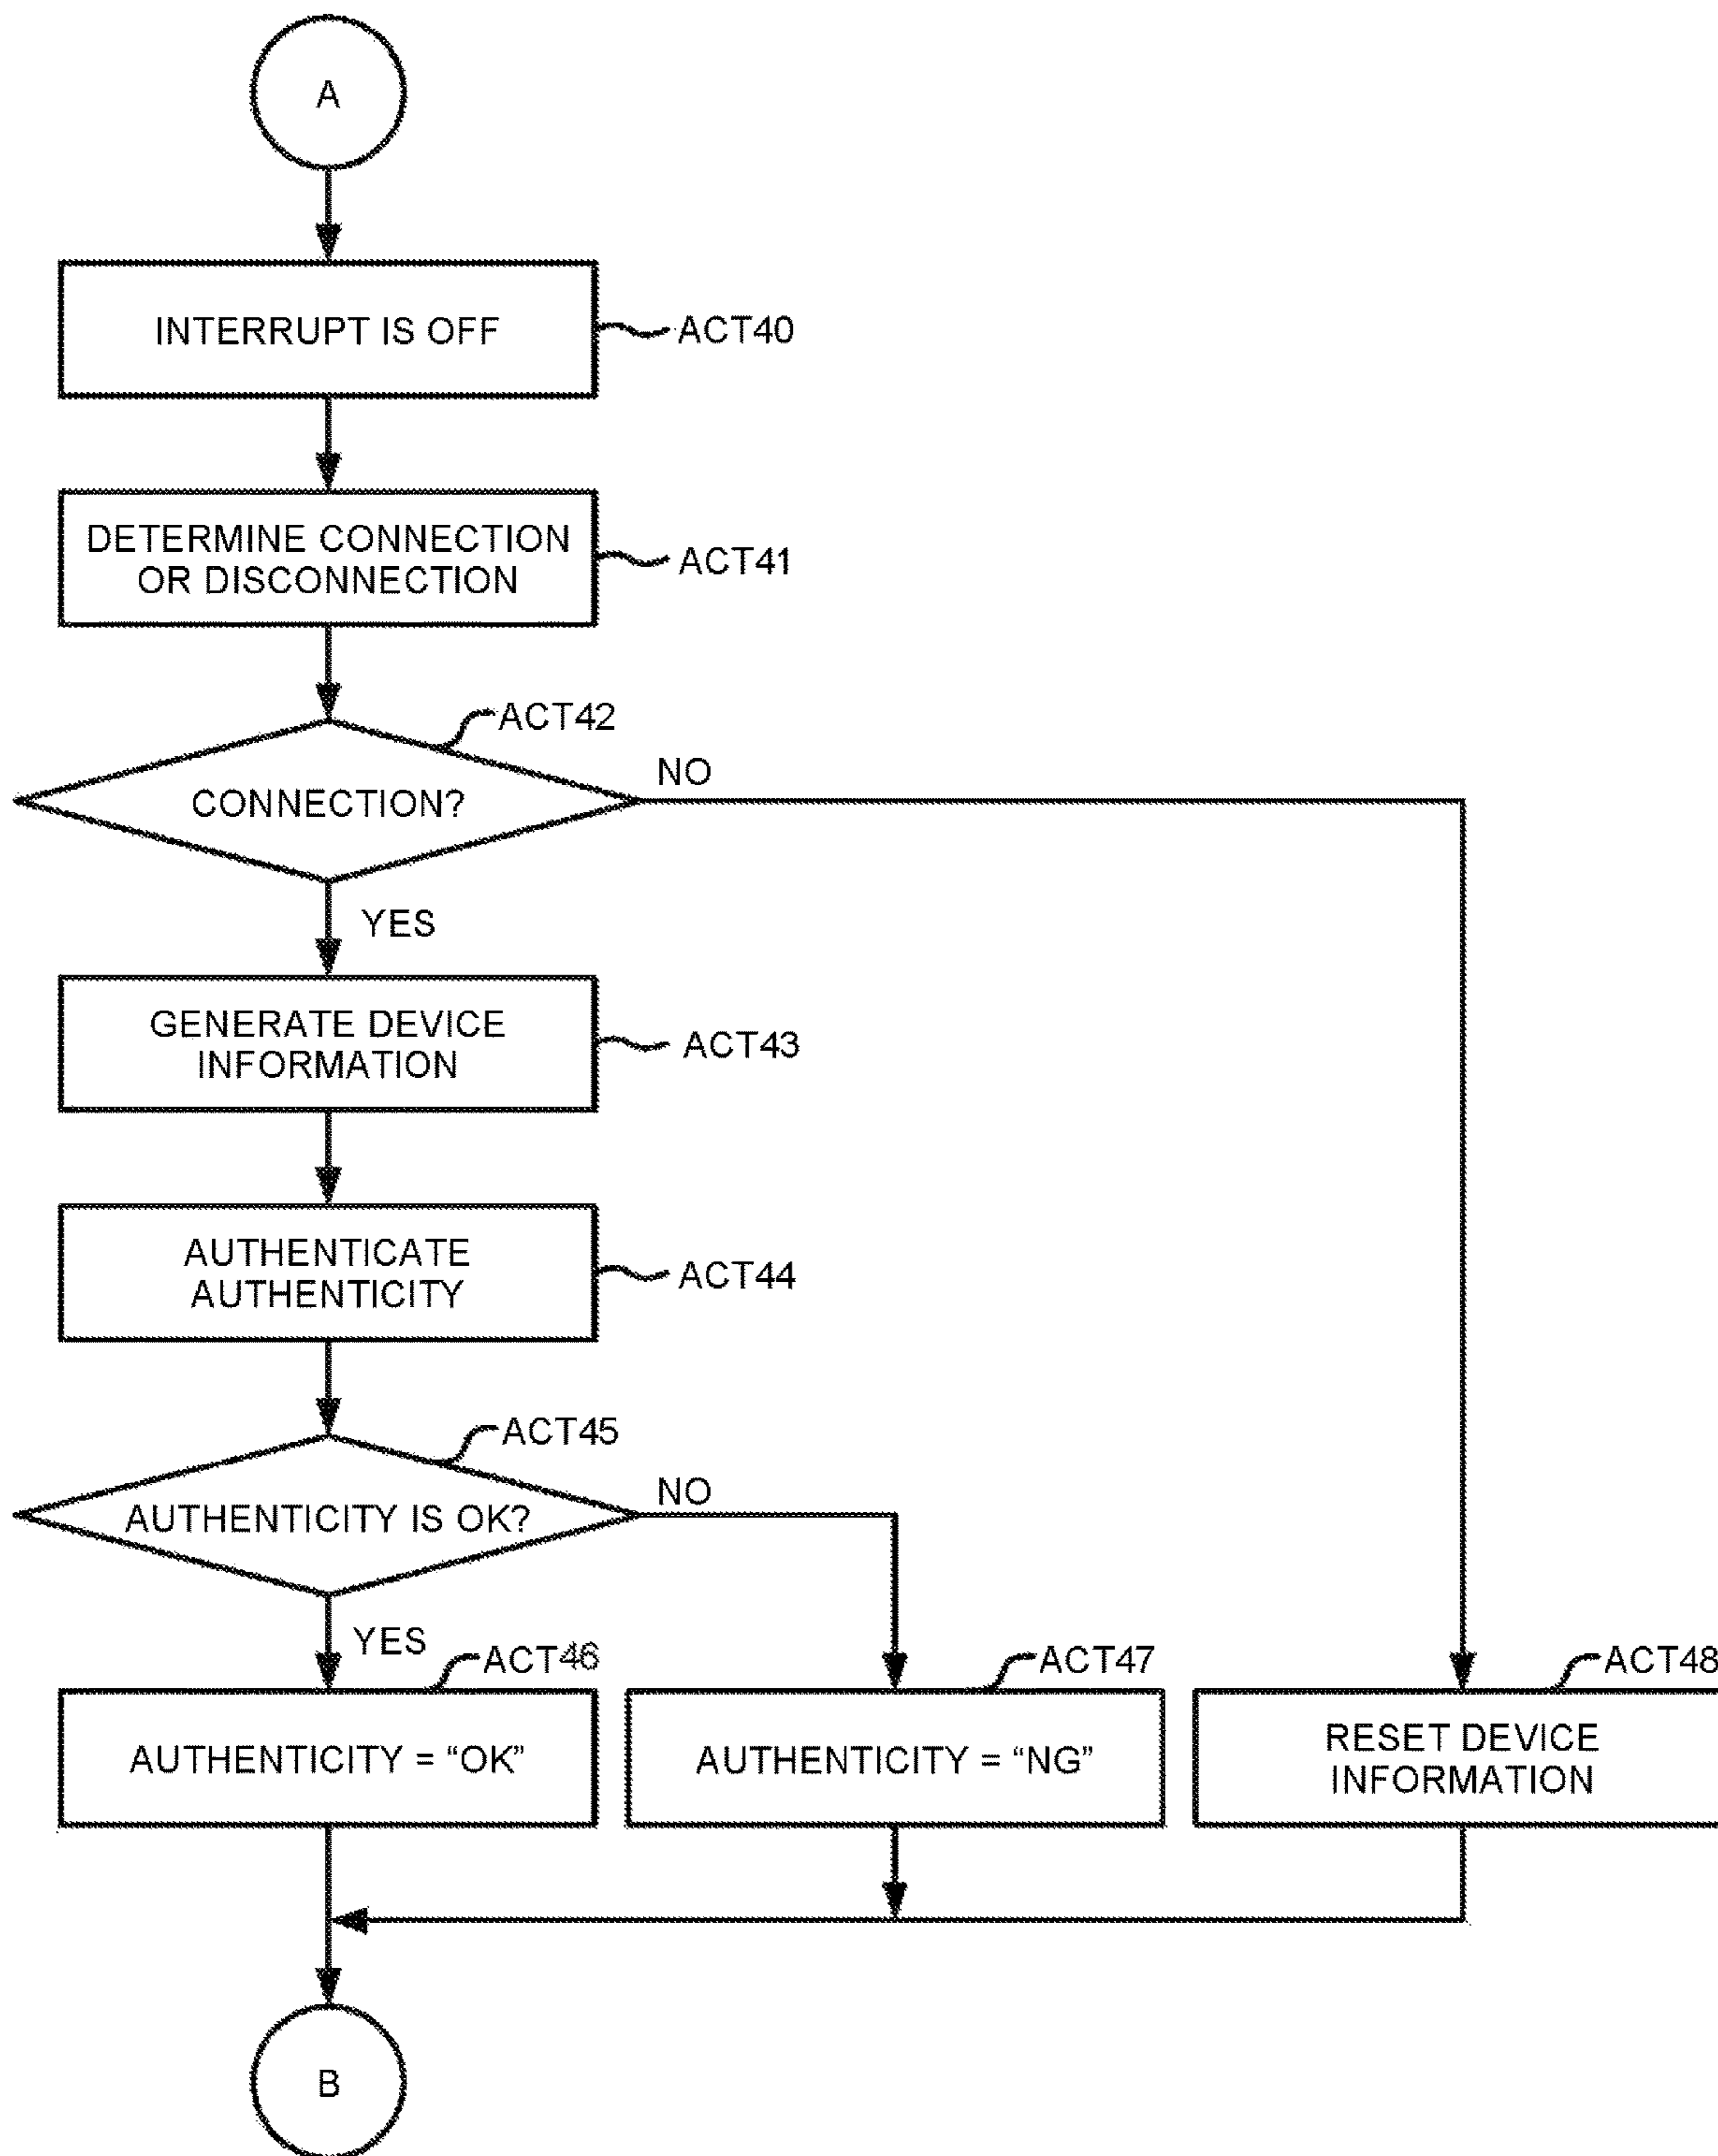 A
INTERRUPT IS OFF
ACT40
DETERMINE CONNECTION
OR DISCONNECTION
ACT41
ACT42
CONNECTION?
NO
YES
GENERATE DEVICE
INFORMATION
ACT43
AUTHENTICATE
AUTHENTICITY
ACT44
ACT45
AUTHENTICITY IS OK?
NO
YES
ACT46
AUTHENTICITY = “OK”
ACT47
AUTHENTICITY = “NG”
ACT48
RESET DEVICE
INFORMATION
B